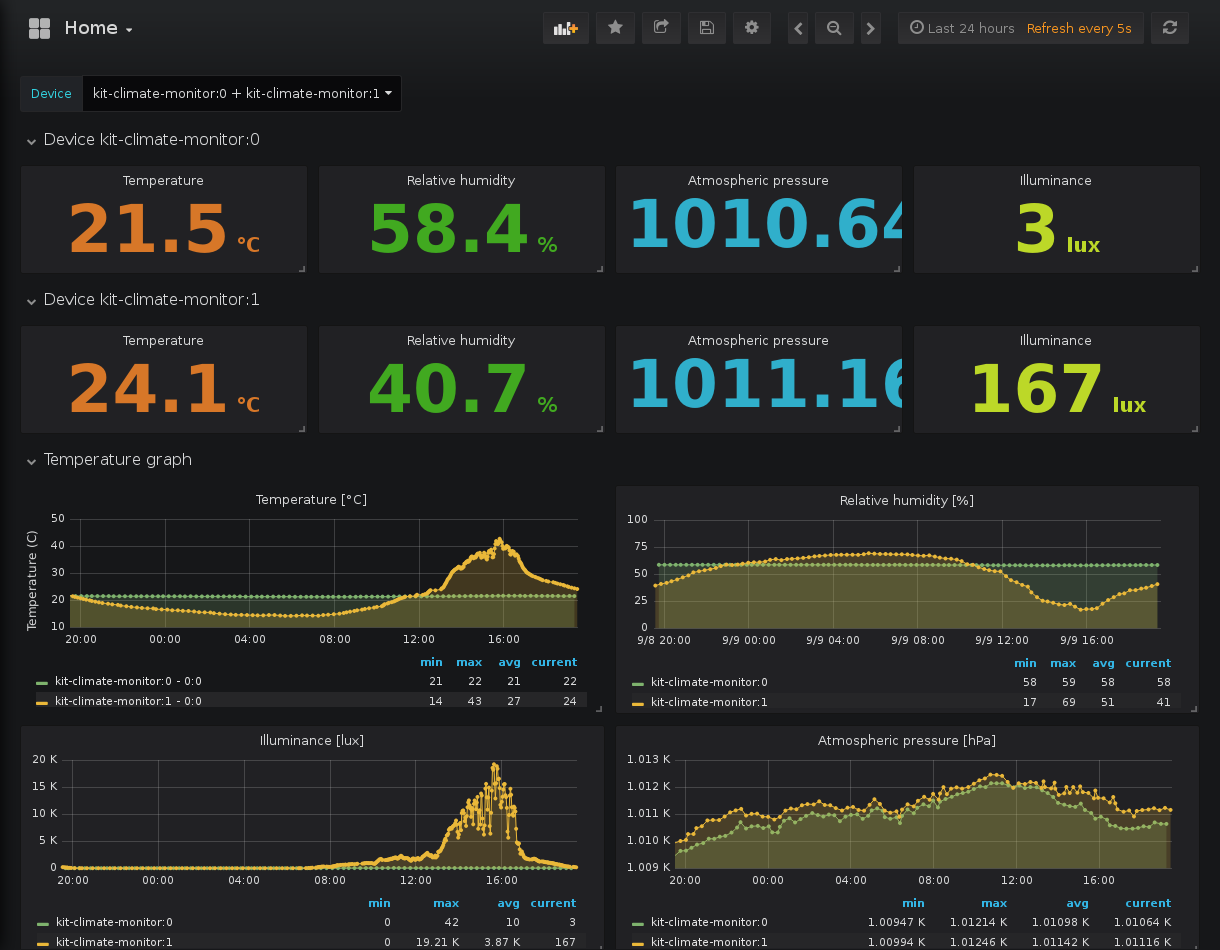 Home
Last 24 hours Refresh every 5s
Device kit-climate-monitor:0 + kit-climate-monitor:1
Device kit-climate-monitor:0
Temperature Relative humidity Atmospheric pressure Illuminance
21.5 °C 58.4 % 1010.64 3 lux
Device kit-climate-monitor:1
Temperature Relative humidity Atmospheric pressure Illuminance
24.1 °C 40.7 % 1011.16 167 lux
Temperature graph
Temperature [°C]
Temperature (C)
50
40
30
20
10
20:00 00:00 04:00 08:00 12:00 16:00
min max avg current
kit-climate-monitor:0 - 0:0 21 22 21 22
kit-climate-monitor:1 - 0:0 14 43 27 24
Relative humidity [%]
100
75
50
25
0
9/8 20:00 9/9 00:00 9/9 04:00 9/9 08:00 9/9 12:00 9/9 16:00
min max avg current
kit-climate-monitor:0 58 59 58 58
kit-climate-monitor:1 17 69 51 41
Illuminance [lux]
20 K
15 K
10 K
5 K
0
20:00 00:00 04:00 08:00 12:00 16:00
min max avg current
kit-climate-monitor:0 0 42 10 3
kit-climate-monitor:1 0 19.21 K 3.87 K 167
Atmospheric pressure [hPa]
1.013 K
1.012 K
1.011 K
1.010 K
1.009 K
20:00 00:00 04:00 08:00 12:00 16:00
min max avg current
kit-climate-monitor:0 1.00947 K 1.01214 K 1.01098 K 1.01064 K
kit-climate-monitor:1 1.00994 K 1.01246 K 1.01142 K 1.01116 K